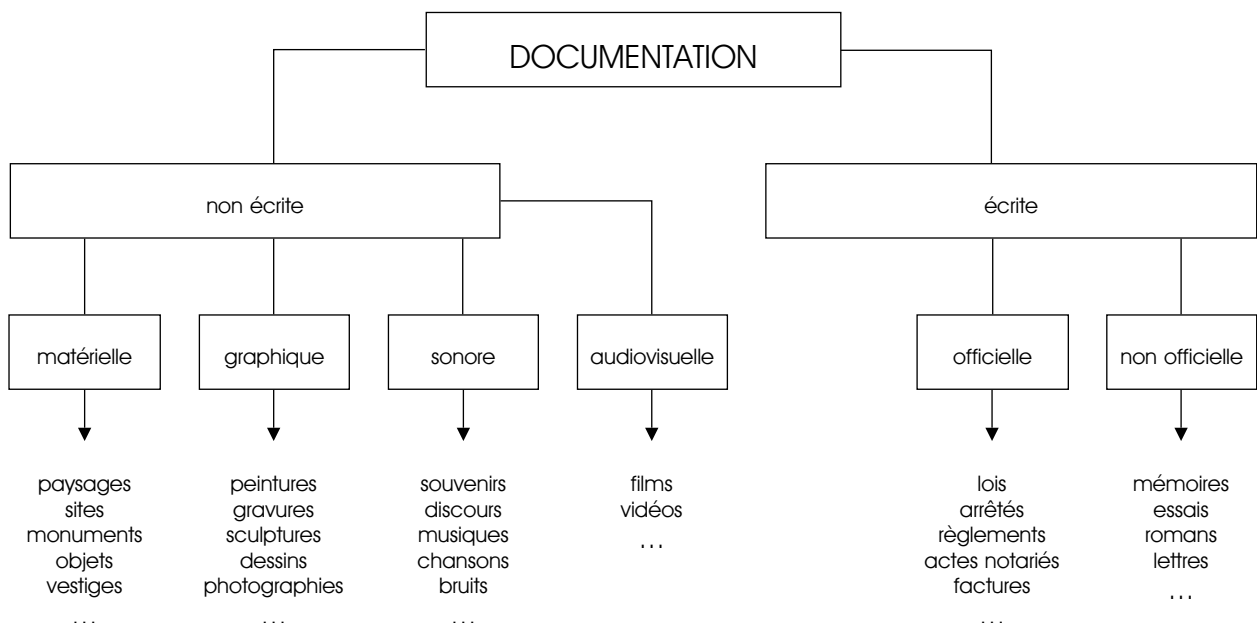 DOCUMENTATION
non écrite
écrite
matérielle
graphique
sonore
audiovisuelle
officielle
non officielle
paysages
sites
monuments
objets
vestiges
...
peintures
gravures
sculptures
dessins
photographies
...
souvenirs
discours
musiques
chansons
bruits
...
films
vidéos
...
lois
arrêtés
règlements
actes notariés
factures
...
mémoires
essais
romans
lettres
...